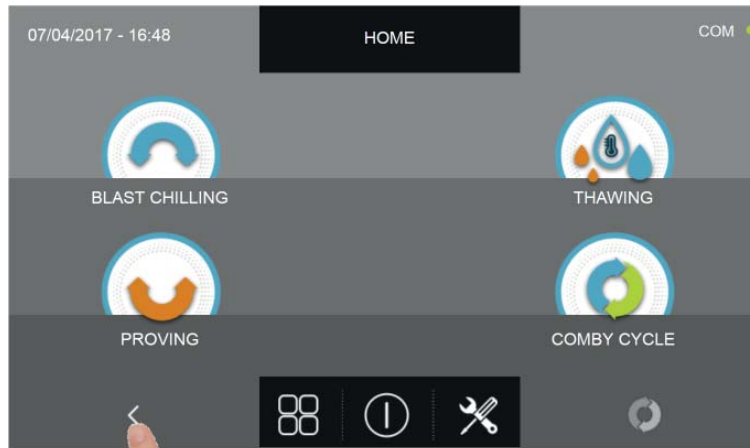 07/04/2017 - 16:48
HOME
COM
BLAST CHILLING
THAWING
PROVING
COMBY CYCLE